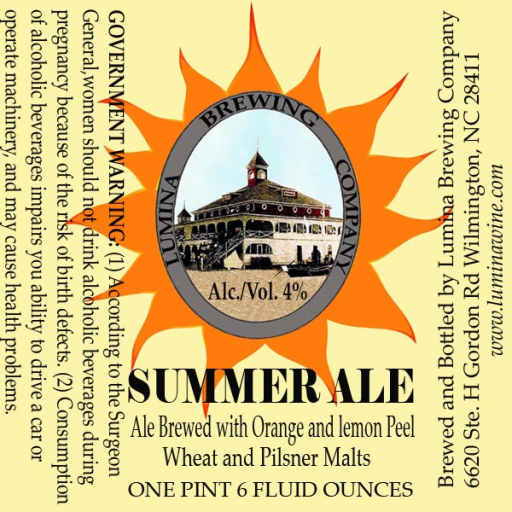 GOVERNMENT WARNING: (1) According to the Surgeon
General,women should not drink alcoholic beverages during
pregnancy because of the risk of birth defects. (2) Consumption
of alcoholic beverages impairs you ability to drive a car or
operate machinery, and may cause health problems.
LUMINA BREWING COMPANY
Alc./Vol. 4%
SUMMER ALE
Ale Brewed with Orange and lemon Peel
Wheat and Pilsner Malts
ONE PINT 6 FLUID OUNCES
Brewed and Bottled by Lumina Brewing Company
6620 Ste. H Gordon Rd Wilmington, NC 28411
www.luminawine.com